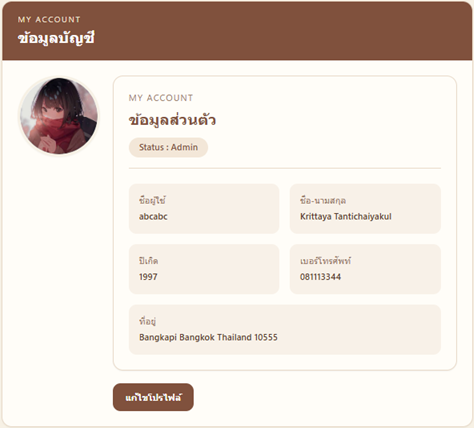 MY ACCOUNT
ข้อมูลบัญชี
MY ACCOUNT
ข้อมูลส่วนตัว
Status : Admin
ชื่อผู้ใช้
abcabc
ชื่อ-นามสกุล
Krittaya Tantichaiyakul
ปีเกิด
1997
เบอร์โทรศัพท์
081113344
ที่อยู่
Bangkapi Bangkok Thailand 10555
แก้ไขโปรไฟล์